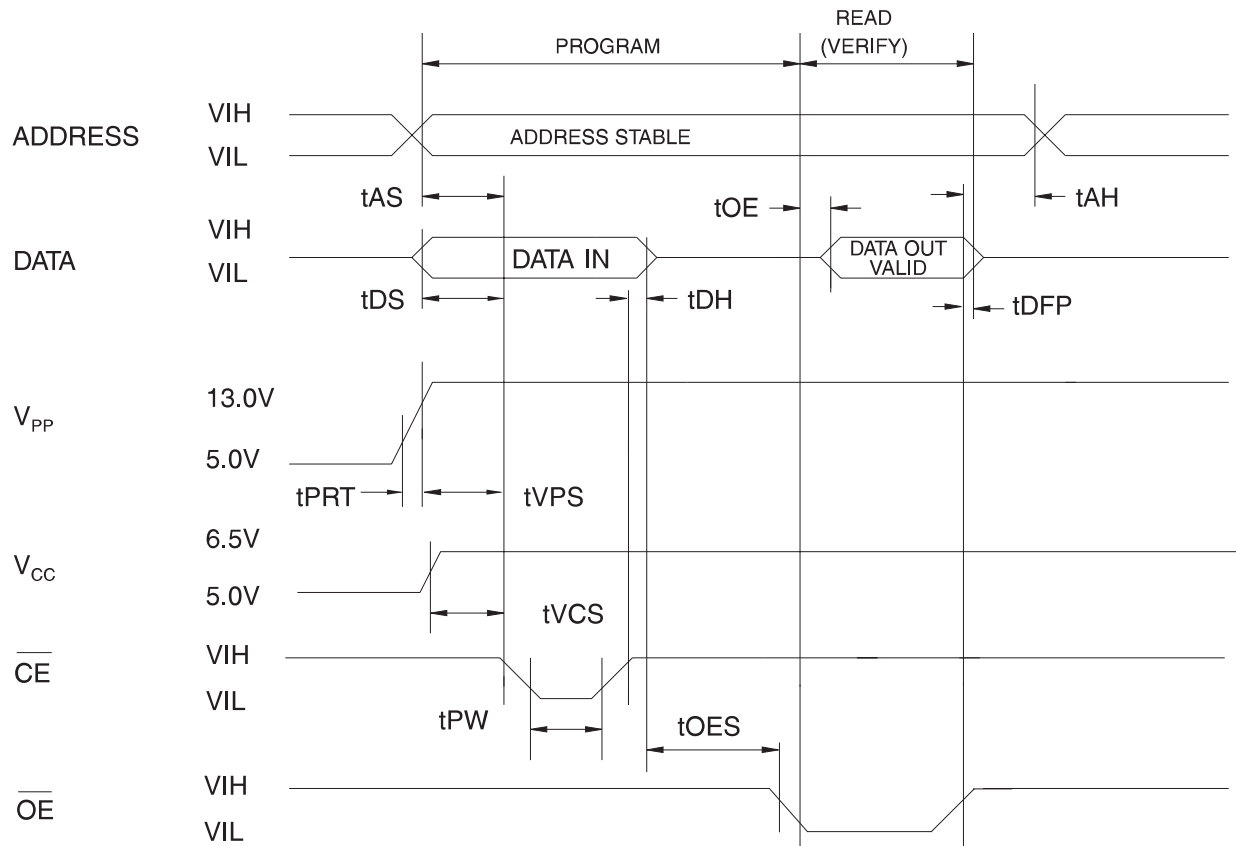 READ
PROGRAM (VERIFY)
ADDRESS VIH
VIL
ADDRESS STABLE
tAS
tOE
tAH
DATA VIH
VIL
DATA IN
DATA OUT
VALID
tDS
tDH
tDFP
VPP
13.0V
5.0V
tPRT
tVPS
VCC
6.5V
5.0V
tVCS
CE
VIH
VIL
tPW
tOES
OE
VIH
VIL